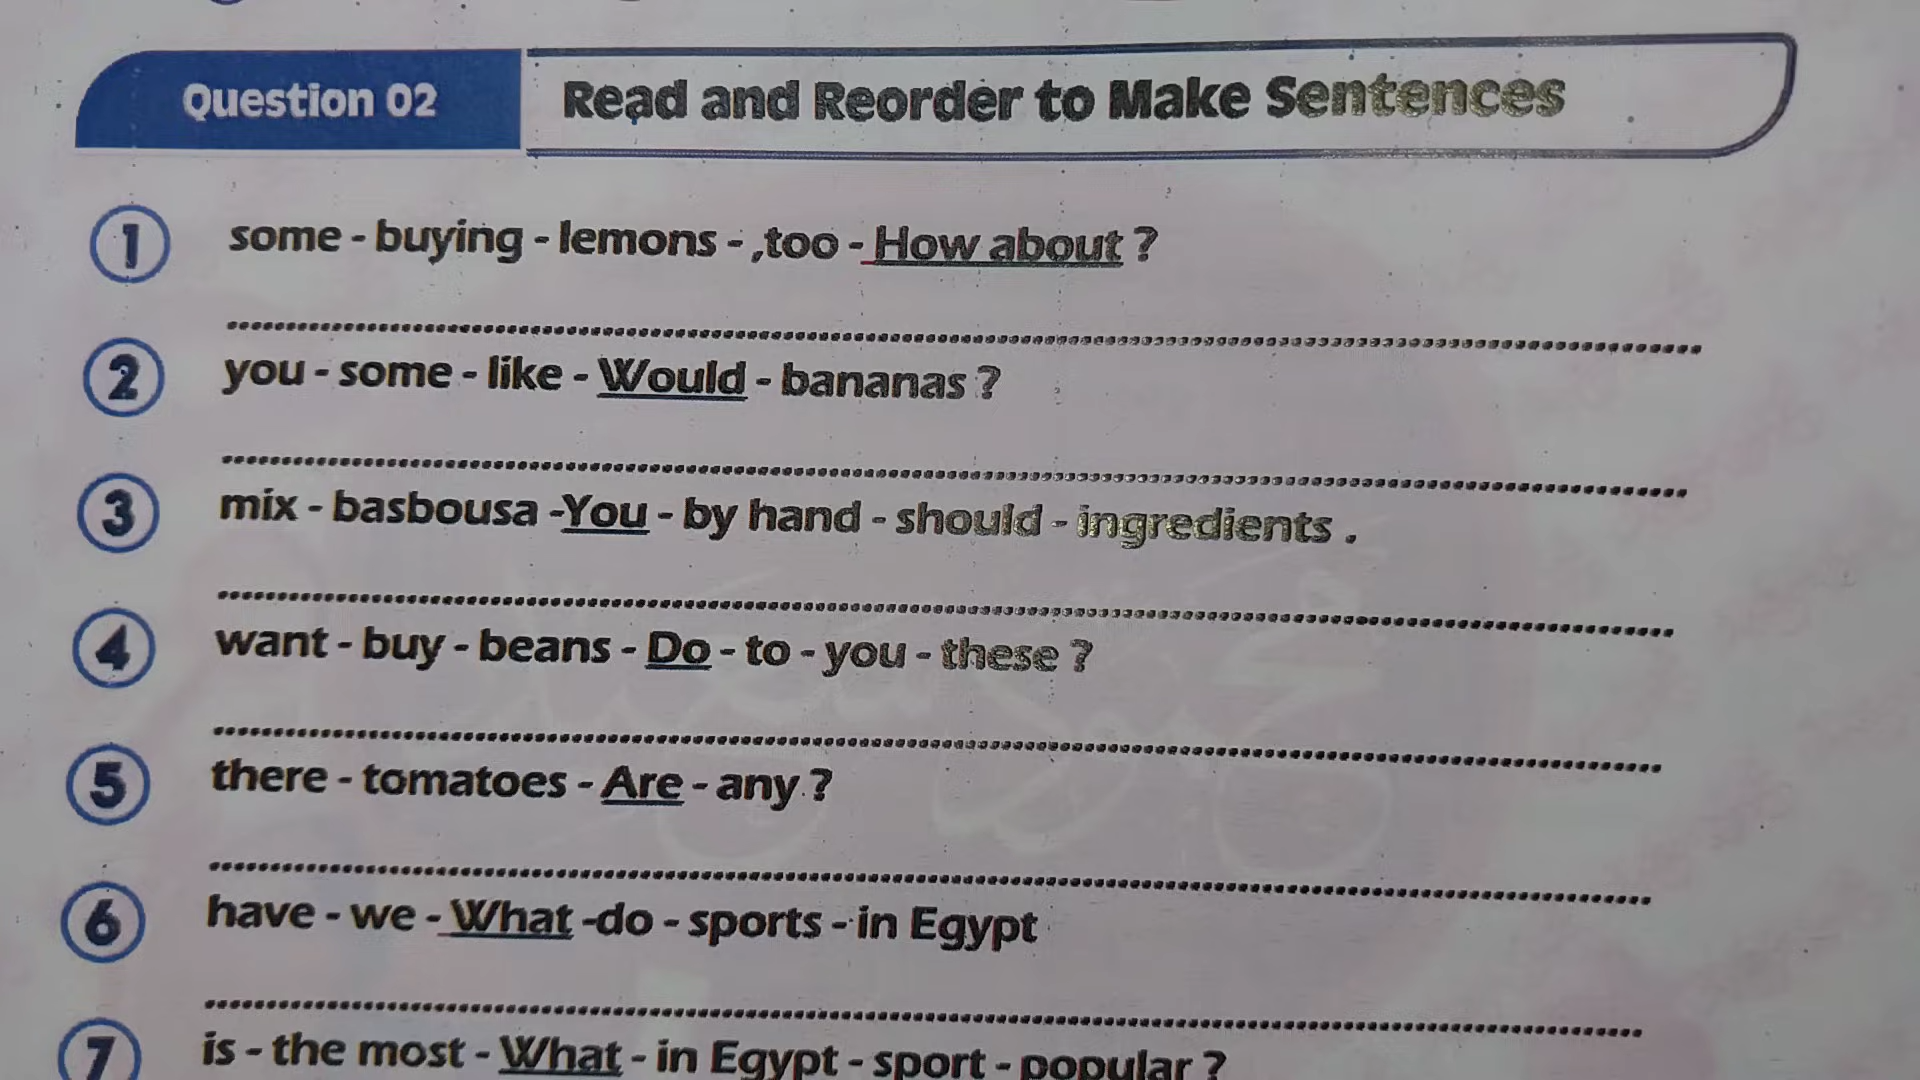 Question 02 Read and Reorder to Make Sentences
1 some - buying - lemons - ,too - How about ?
2 you - some - like - Would - bananas ?
3 mix - basbousa -You - by hand - should - ingredients .
4 want - buy - beans - Do - to - you - these ?
5 there - tomatoes - Are - any ?
6 have - we - What -do - sports - in Egypt
7 is - the most - What - in Egypt - sport - popular ?